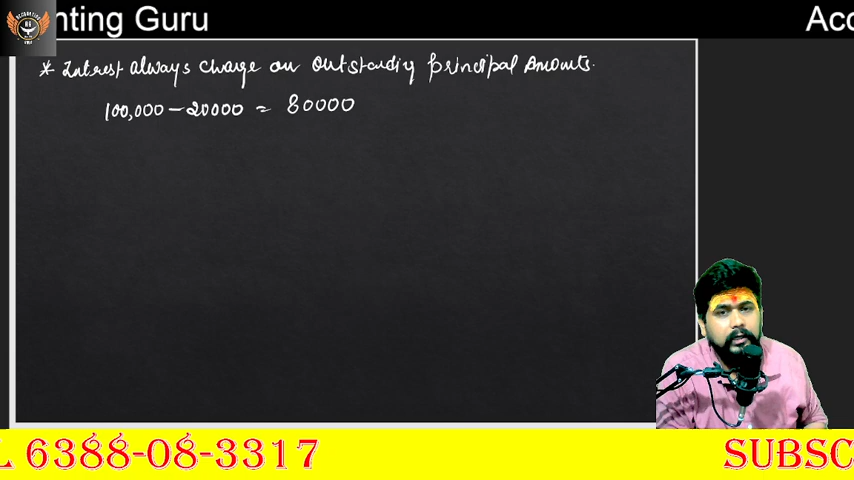 nting Guru
Acc
* Interest always charge on outstanding principal Amounts.
100,000 - 20000 = 80000
L 6388-08-3317
SUBSC